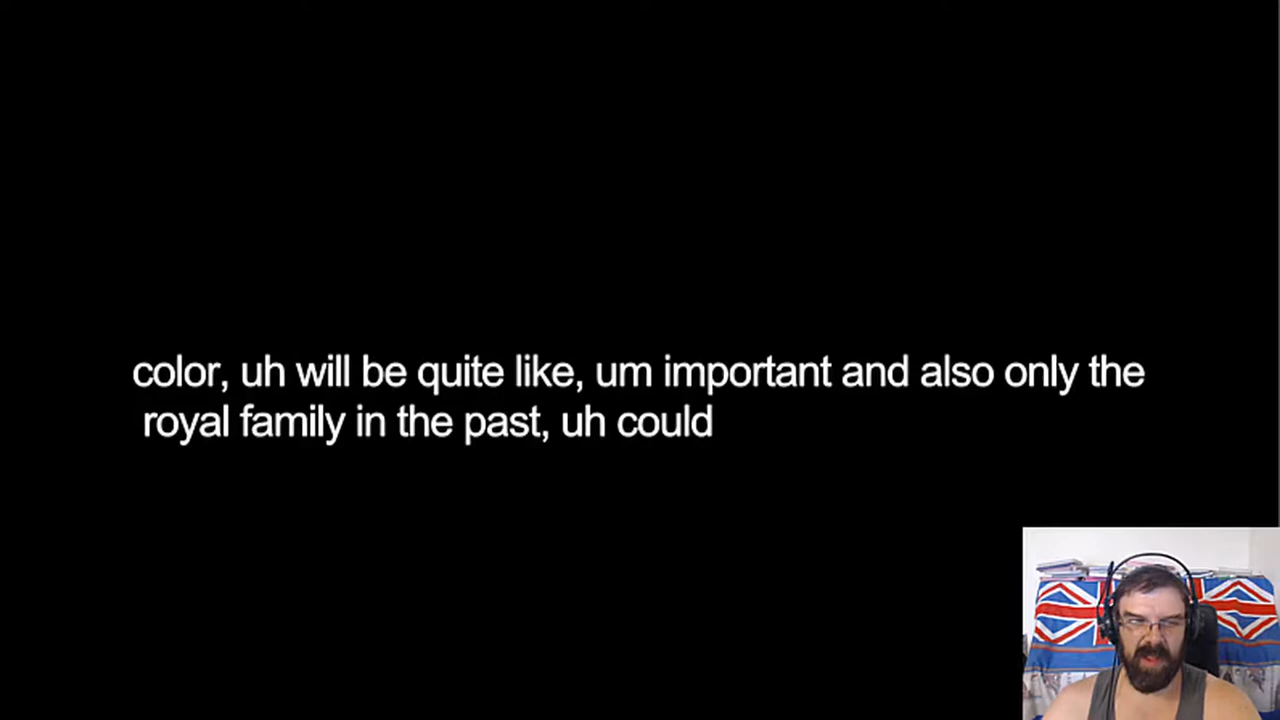 color, uh will be quite like, um important and also only the
royal family in the past, uh could